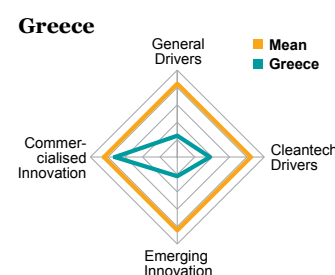 Greece
General
Drivers
Mean
Greece
Commer-
cialised
Innovation
Cleantech
Drivers
Emerging
Innovation